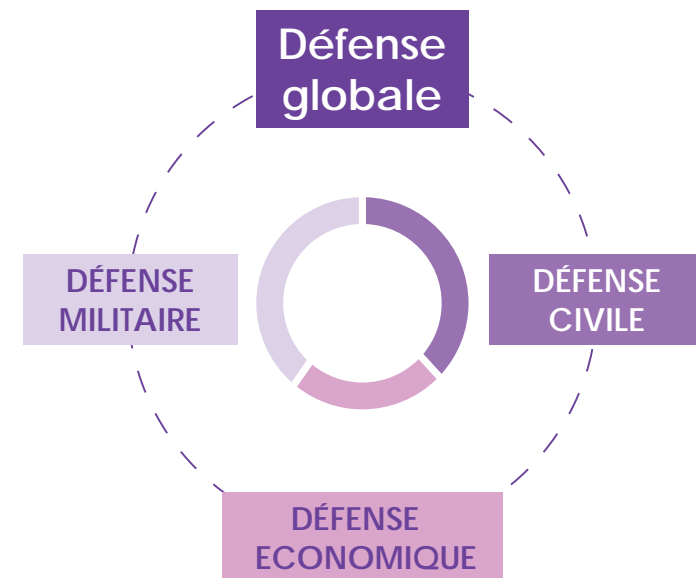 Défense
globale
DÉFENSE
MILITAIRE
DÉFENSE
CIVILE
DÉFENSE
ECONOMIQUE